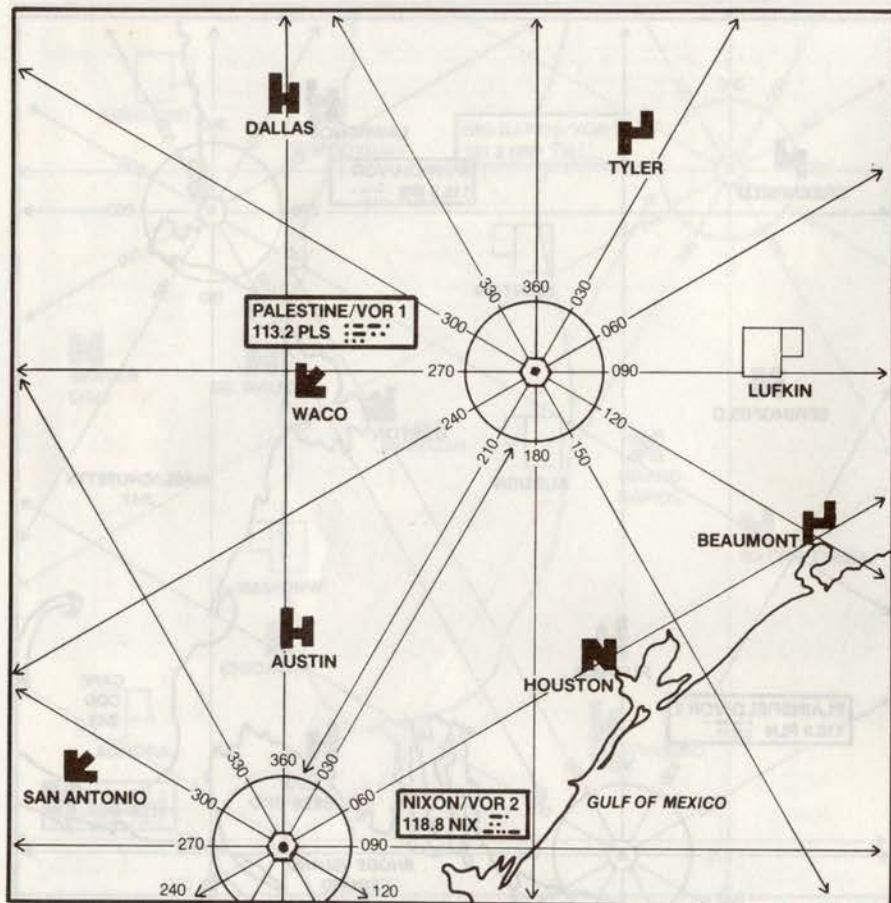 DALLAS
TYLER
330
360
030
300
060
PALESTINE/VOR 1
113.2 PLS
270
090
WACO
LUFKIN
240
120
210
150
180
BEAUMONT
AUSTIN
HOUSTON
330
360
030
SAN ANTONIO
300
060
NIXON/VOR 2
118.8 NIX
GULF OF MEXICO
270
090
240
120